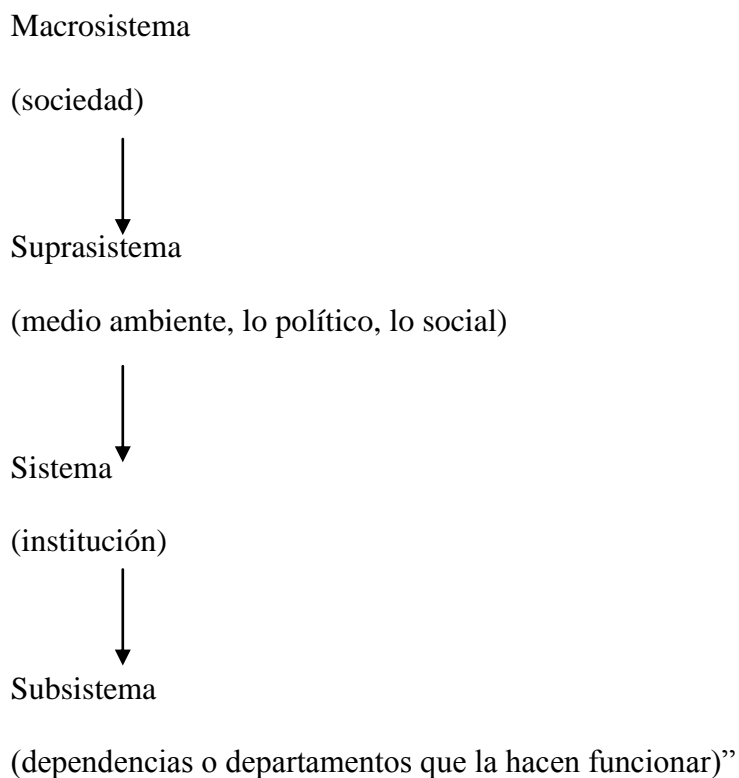 Macrosistema
(sociedad)
Suprasistema
(medio ambiente, lo político, lo social)
Sistema
(institución)
Subsistema
(dependencias o departamentos que la hacen funcionar)”